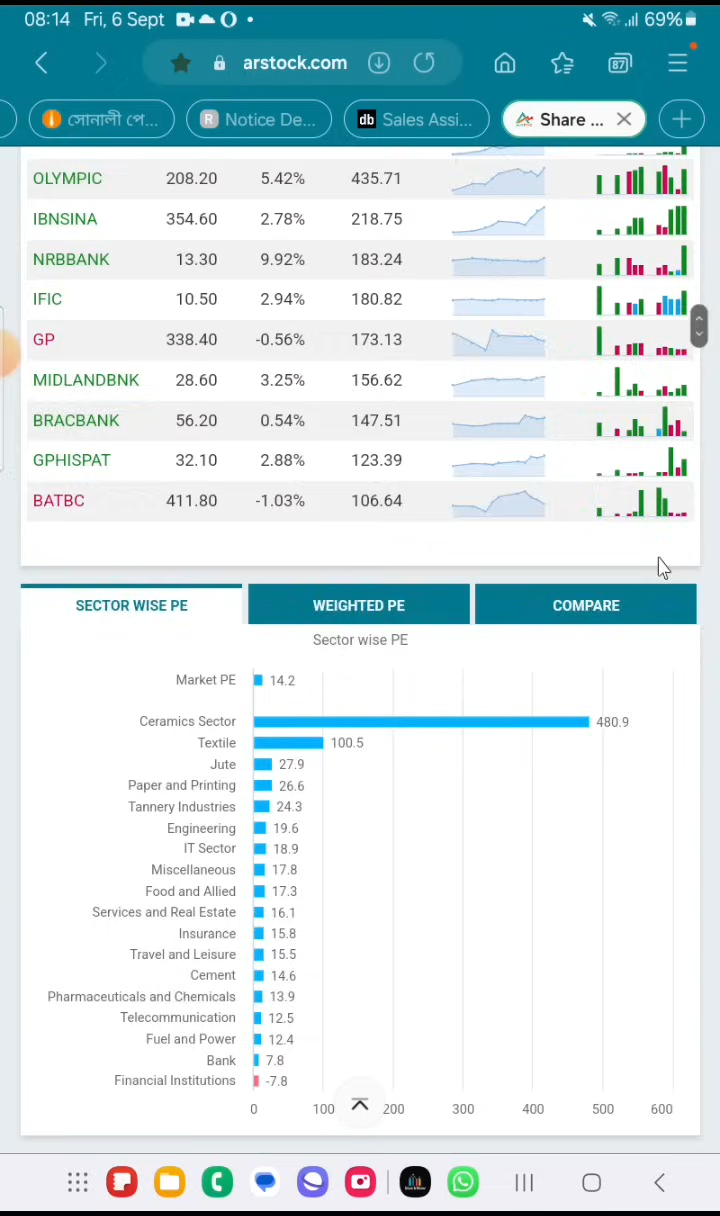 08:14 Fri, 6 Sept 69%
arstock.com 87
সোনালী পে... R Notice De... db Sales Assi... Share ...
OLYMPIC 208.20 5.42% 435.71
IBNSINA 354.60 2.78% 218.75
NRBBANK 13.30 9.92% 183.24
IFIC 10.50 2.94% 180.82
GP 338.40 -0.56% 173.13
MIDLANDBNK 28.60 3.25% 156.62
BRACBANK 56.20 0.54% 147.51
GPHISPAT 32.10 2.88% 123.39
BATBC 411.80 -1.03% 106.64
SECTOR WISE PE WEIGHTED PE COMPARE
Sector wise PE
Market PE 14.2
Ceramics Sector 480.9
Textile 100.5
Jute 27.9
Paper and Printing 26.6
Tannery Industries 24.3
Engineering 19.6
IT Sector 18.9
Miscellaneous 17.8
Food and Allied 17.3
Services and Real Estate 16.1
Insurance 15.8
Travel and Leisure 15.5
Cement 14.6
Pharmaceuticals and Chemicals 13.9
Telecommunication 12.5
Fuel and Power 12.4
Bank 7.8
Financial Institutions -7.8
0 100 200 300 400 500 600